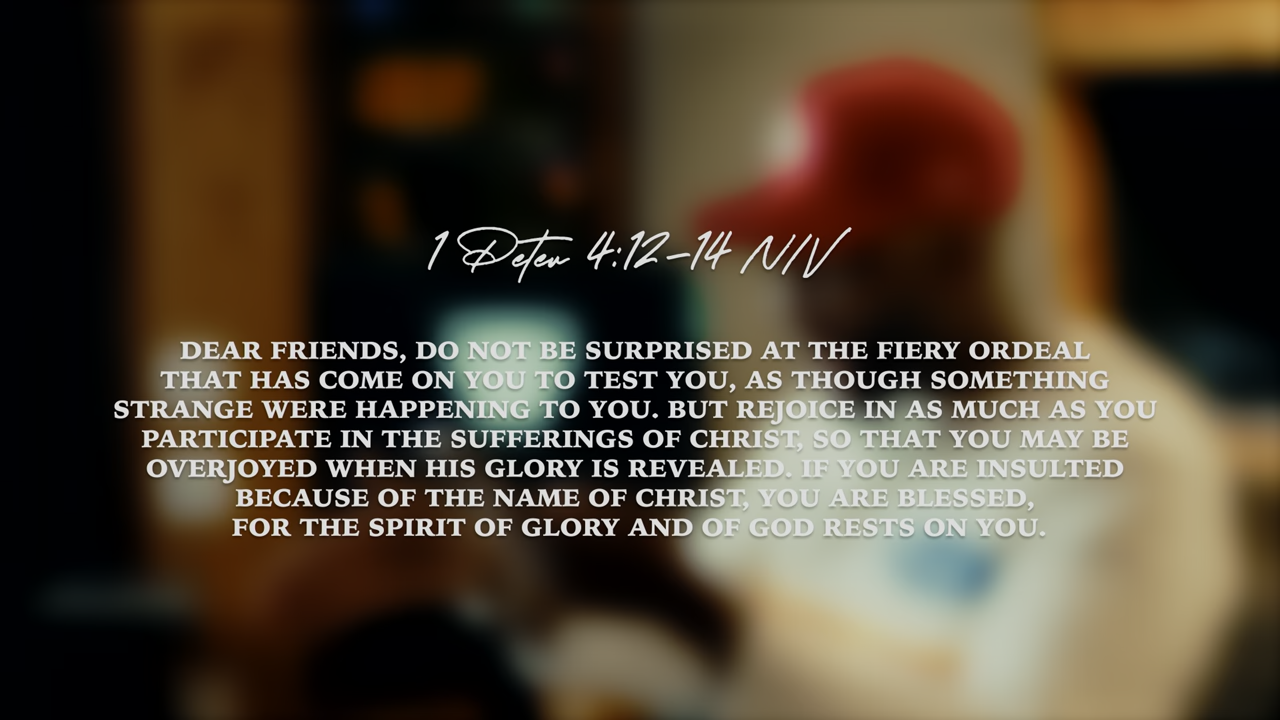 1 Peter 4:12-14 NIV
DEAR FRIENDS, DO NOT BE SURPRISED AT THE FIERY ORDEAL
THAT HAS COME ON YOU TO TEST YOU, AS THOUGH SOMETHING
STRANGE WERE HAPPENING TO YOU. BUT REJOICE IN AS MUCH AS YOU
PARTICIPATE IN THE SUFFERINGS OF CHRIST, SO THAT YOU MAY BE
OVERJOYED WHEN HIS GLORY IS REVEALED. IF YOU ARE INSULTED
BECAUSE OF THE NAME OF CHRIST, YOU ARE BLESSED,
FOR THE SPIRIT OF GLORY AND OF GOD RESTS ON YOU.